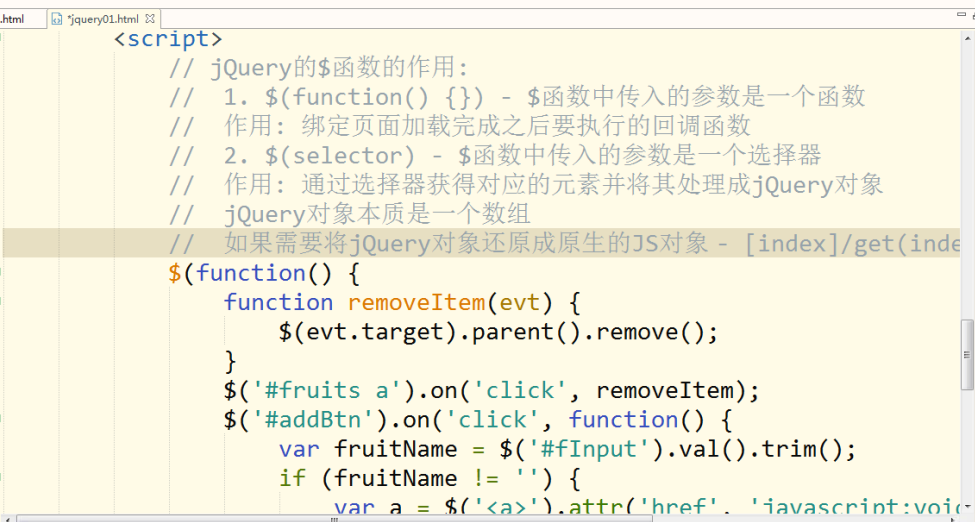 .html *jquery01.html
<script>
// jQuery的$函数的作用:
// 1. $(function() {}) - $函数中传入的参数是一个函数
// 作用: 绑定页面加载完成之后要执行的回调函数
// 2. $(selector) - $函数中传入的参数是一个选择器
// 作用: 通过选择器获得对应的元素并将其处理成jQuery对象
// jQuery对象本质是一个数组
// 如果需要将jQuery对象还原成原生的JS对象 - [index]/get(inde
$(function() {
function removeItem(evt) {
$(evt.target).parent().remove();
}
$('#fruits a').on('click', removeItem);
$('#addBtn').on('click', function() {
var fruitName = $('#fInput').val().trim();
if (fruitName != '') {
var a = $('<a>').attr('href', 'javascript:voic